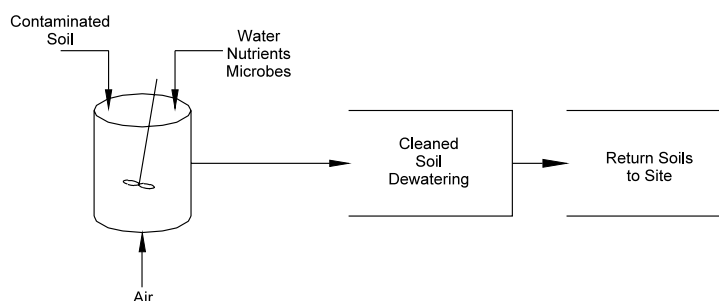 Contaminated
Soil
Water
Nutrients
Microbes
Cleaned
Soil
Dewatering
Return Soils
to Site
Air